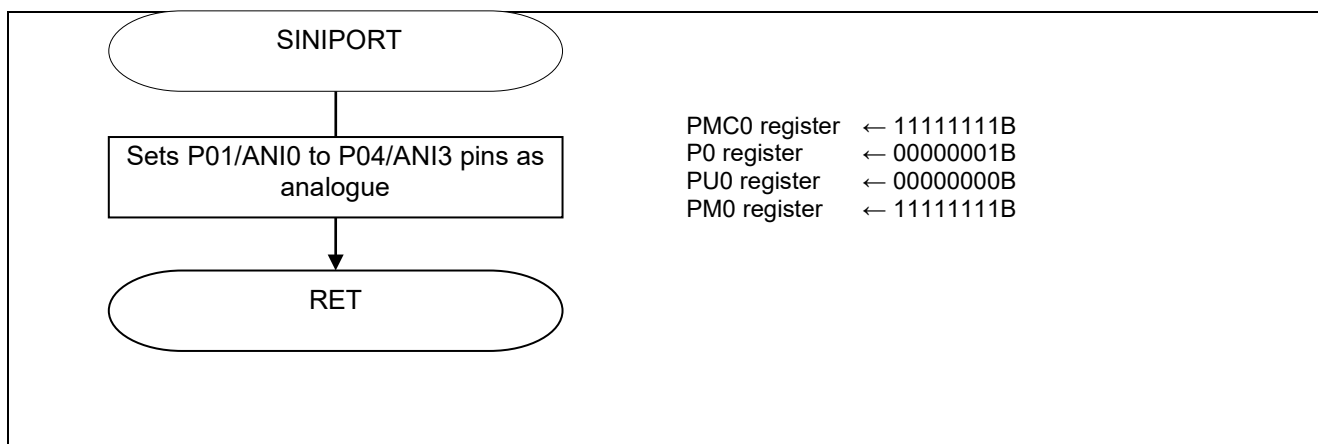 SINIPORT
Sets P01/ANI0 to P04/ANI3 pins as
analogue
RET
PMC0 register ← 11111111B
P0 register ← 00000001B
PU0 register ← 00000000B
PM0 register ← 11111111B